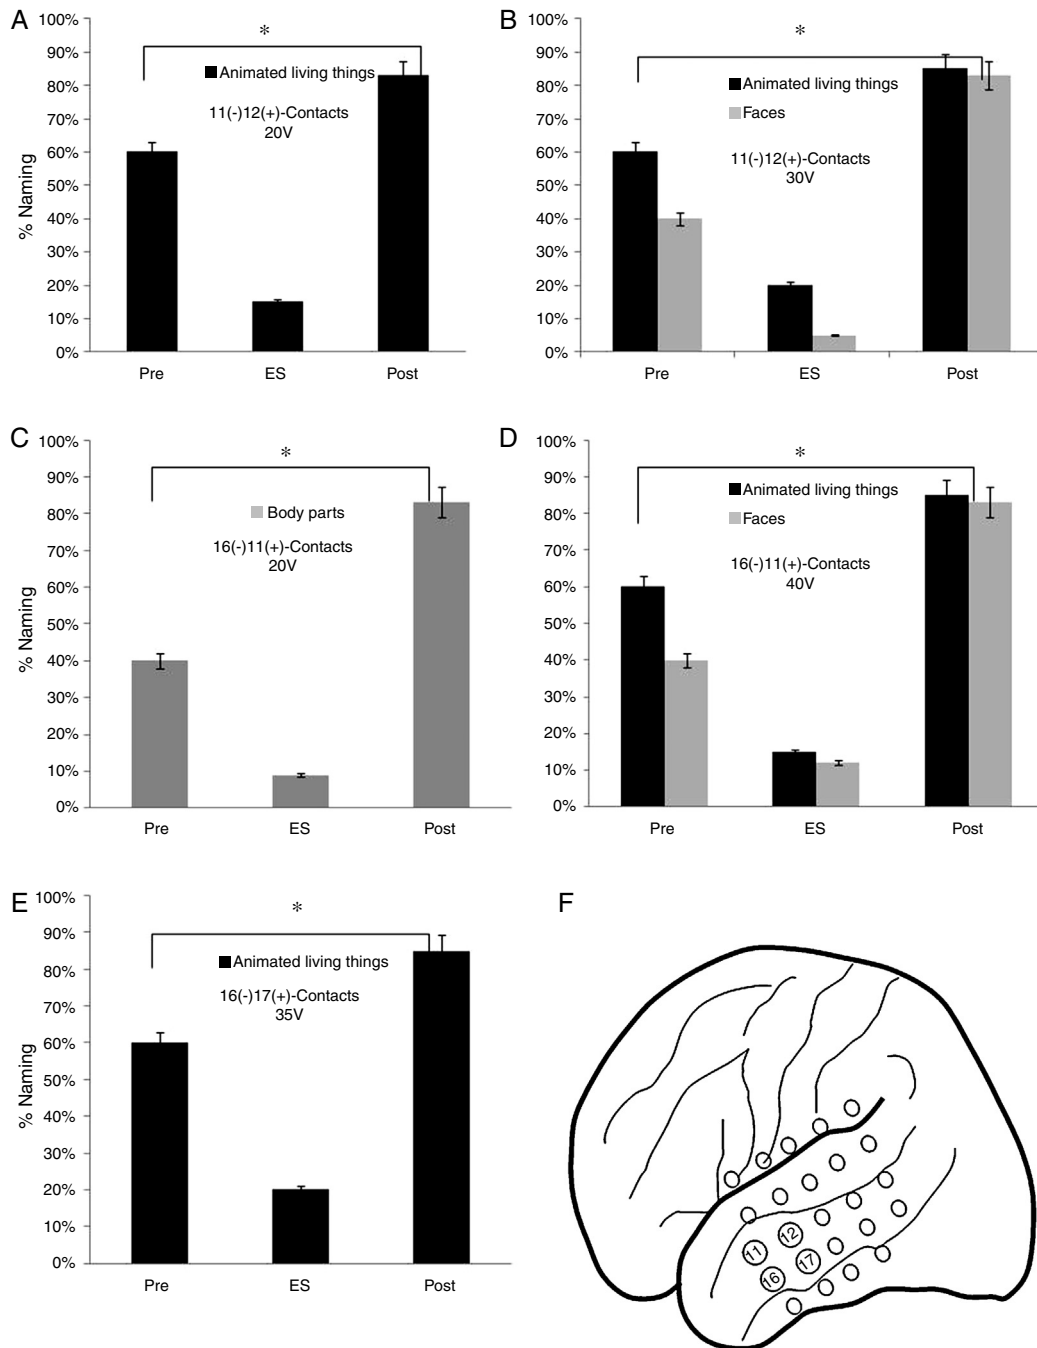 A
100%
90%
80%
70%
60%
50%
40%
30%
20%
10%
0%
% Naming
*
Animated living things
11(-)12(+)-Contacts
20V
Pre ES Post
B
100%
90%
80%
70%
60%
50%
40%
30%
20%
10%
0%
*
Animated living things
Faces
11(-)12(+)-Contacts
30V
Pre ES Post
C
100%
90%
80%
70%
60%
50%
40%
30%
20%
10%
0%
% Naming
*
Body parts
16(-)11(+)-Contacts
20V
Pre ES Post
D
100%
90%
80%
70%
60%
50%
40%
30%
20%
10%
0%
*
Animated living things
Faces
16(-)11(+)-Contacts
40V
Pre ES Post
E
100%
90%
80%
70%
60%
50%
40%
30%
20%
10%
0%
% Naming
*
Animated living things
16(-)17(+)-Contacts
35V
Pre ES Post
F
11 12
16 17